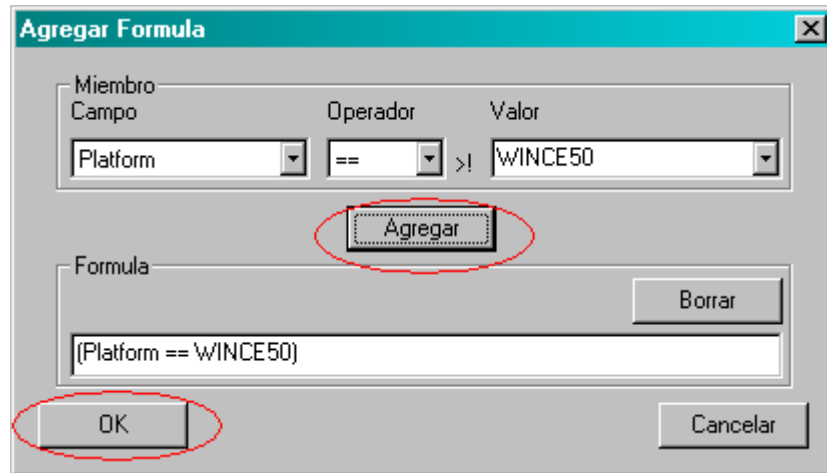 Agregar Formula
Miembro
Campo Operador Valor
Platform == >! WINCE50
Agregar
Formula
Borrar
(Platform == WINCE50)
OK Cancelar